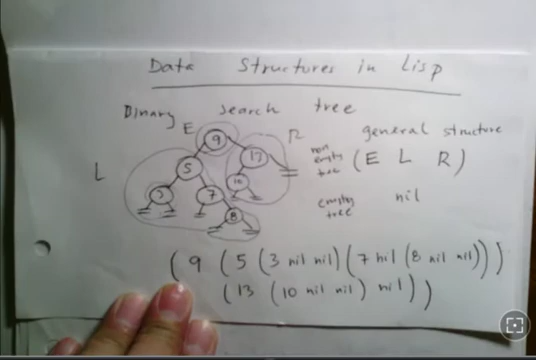 Data Structures in Lisp
Binary search tree
E
9
R
general structure
L
5
13
non empty tree
(E L R)
3
7
10
empty tree
nil
8
(9 (5 (3 nil nil) (7 nil (8 nil nil)))
(13 (10 nil nil) nil))